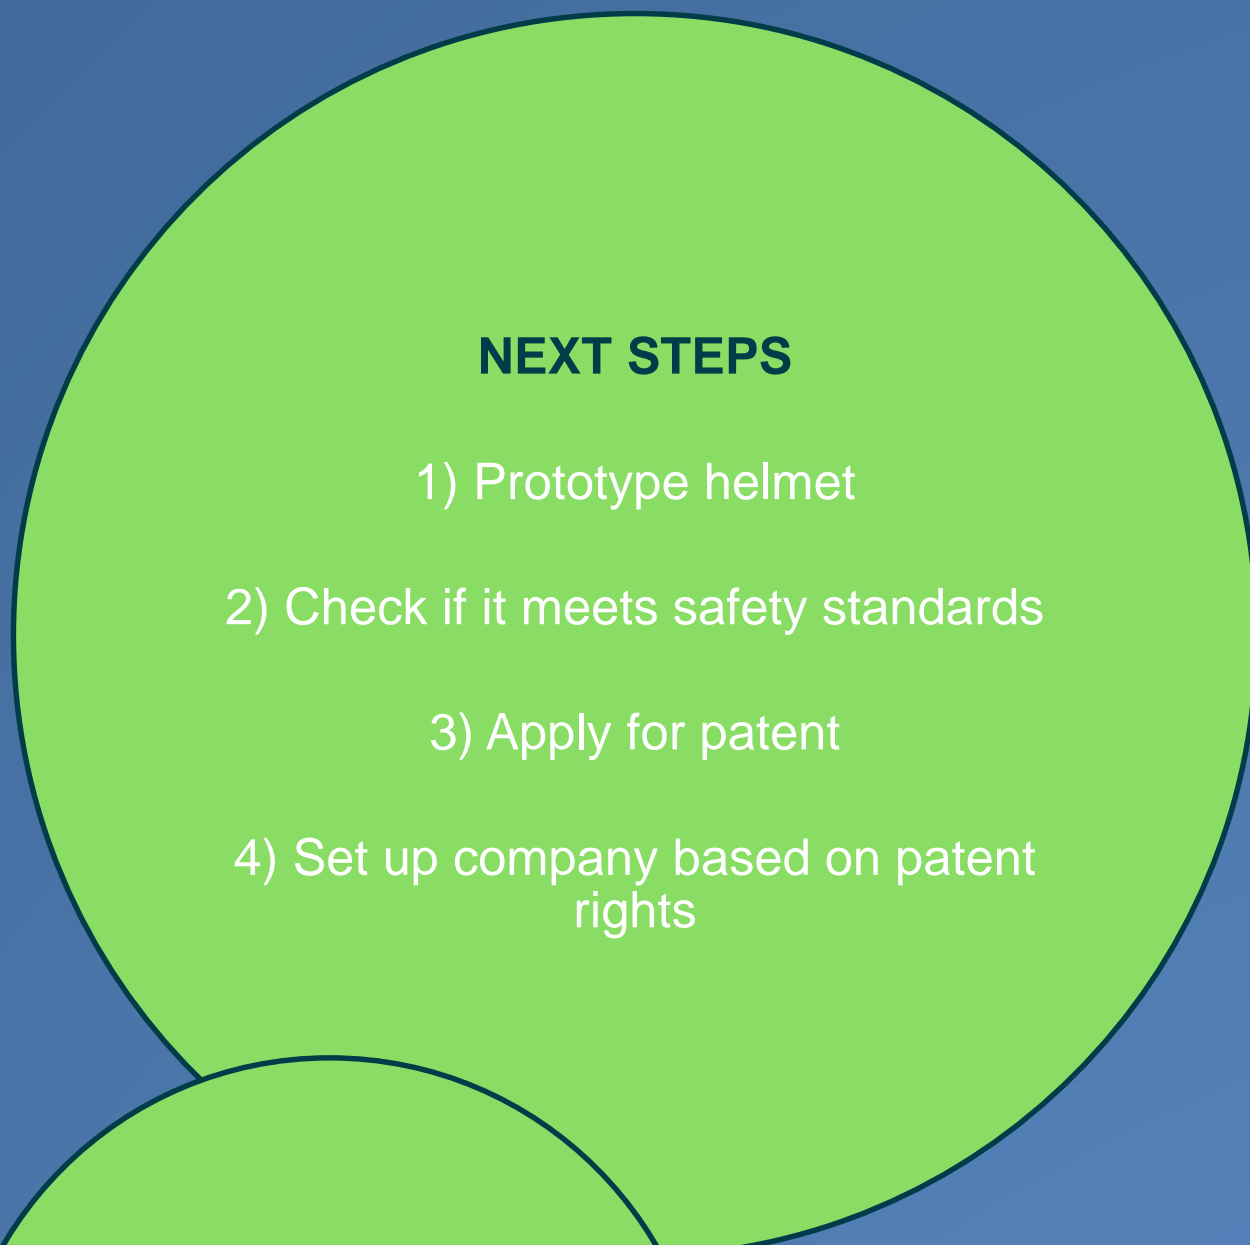 NEXT STEPS
1) Prototype helmet
2) Check if it meets safety standards
3) Apply for patent
4) Set up company based on patent
rights